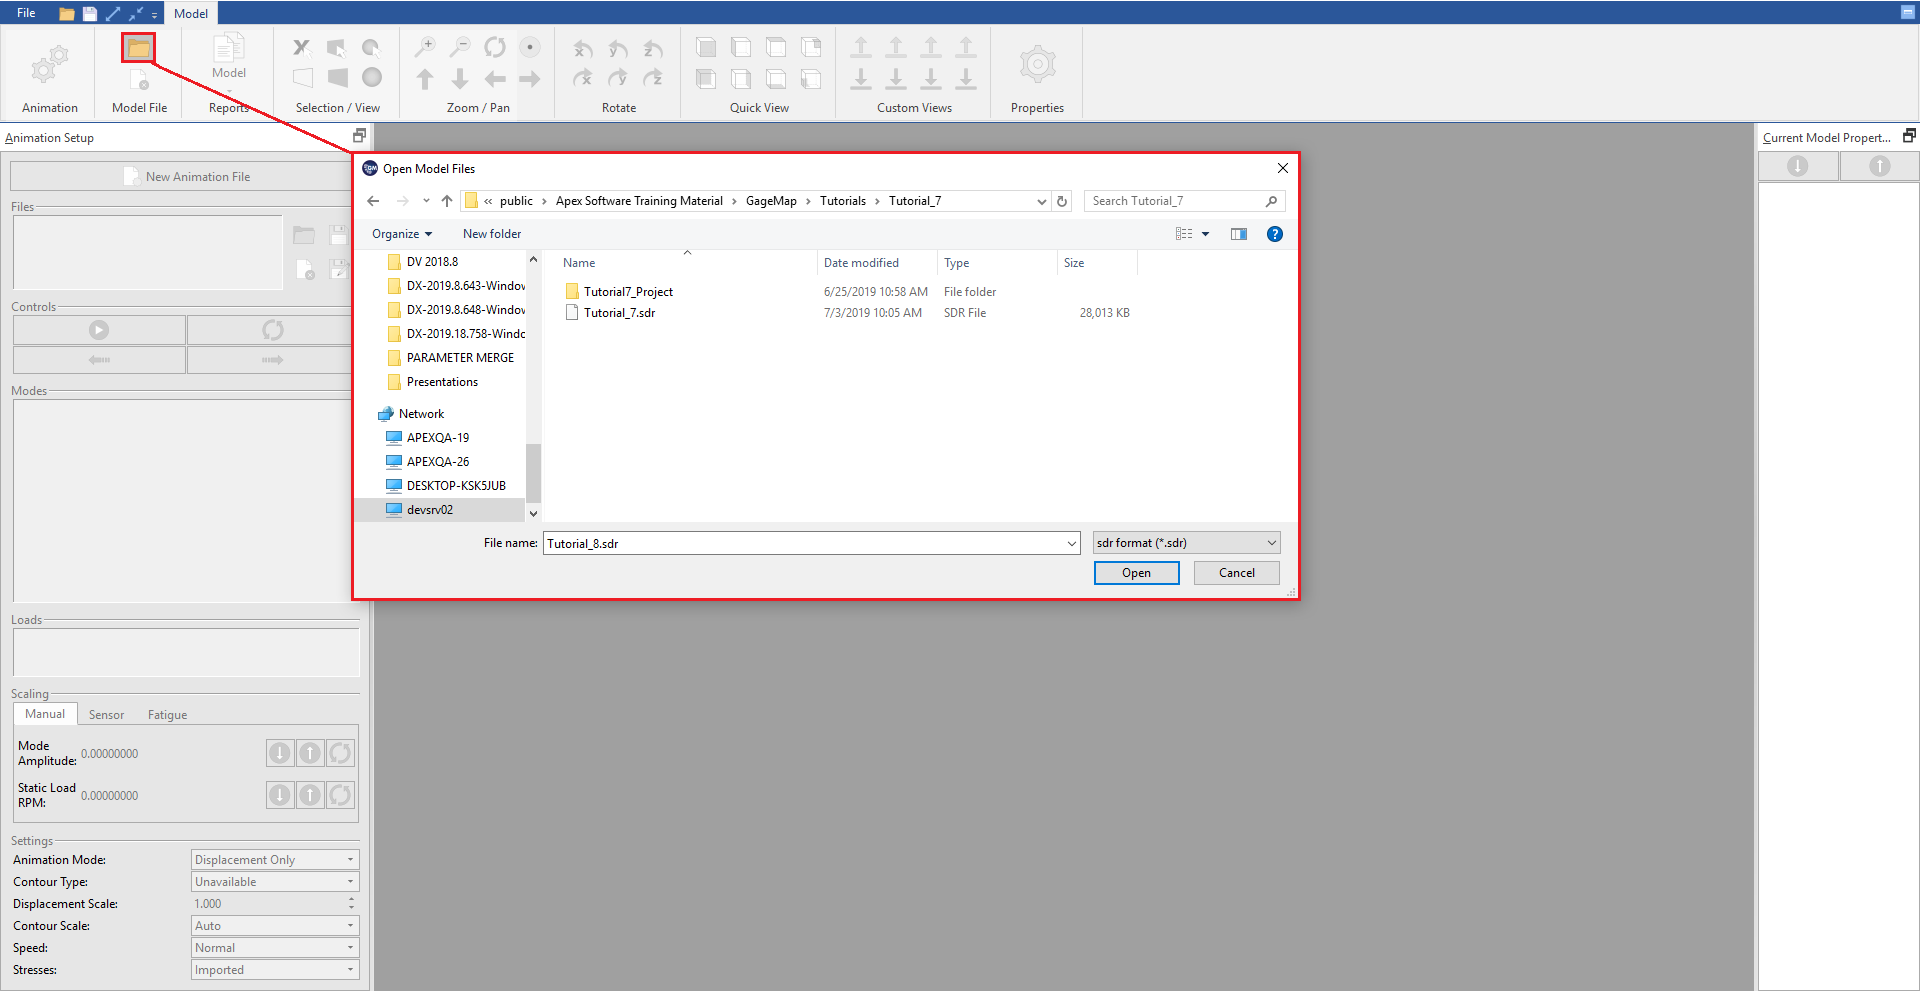 File
Model
Model
Animation
Model File
Reports
Selection / View
Zoom / Pan
Rotate
Quick View
Custom Views
Properties
Animation Setup
New Animation File
Files
Controls
Modes
Loads
Scaling
Manual Sensor Fatigue
Mode
Amplitude: 0.00000000
Static Load
RPM: 0.00000000
Settings
Animation Mode: Displacement Only
Contour Type: Unavailable
Displacement Scale: 1.000
Contour Scale: Auto
Speed: Normal
Stresses: Imported
Open Model Files
« public › Apex Software Training Material › GageMap › Tutorials › Tutorial_7
Search Tutorial_7
Organize New folder
DV 2018.8
DX-2019.8.643-Window
DX-2019.8.648-Window
DX-2019.18.758-Windo
PARAMETER MERGE
Presentations
Network
APEXQA-19
APEXQA-26
DESKTOP-KSK5JUB
devsrv02
Name Date modified Type Size
Tutorial7_Project 6/25/2019 10:58 AM File folder
Tutorial_7.sdr 7/3/2019 10:05 AM SDR File 28,013 KB
File name: Tutorial_8.sdr sdr format (*.sdr)
Open Cancel
Current Model Propert...